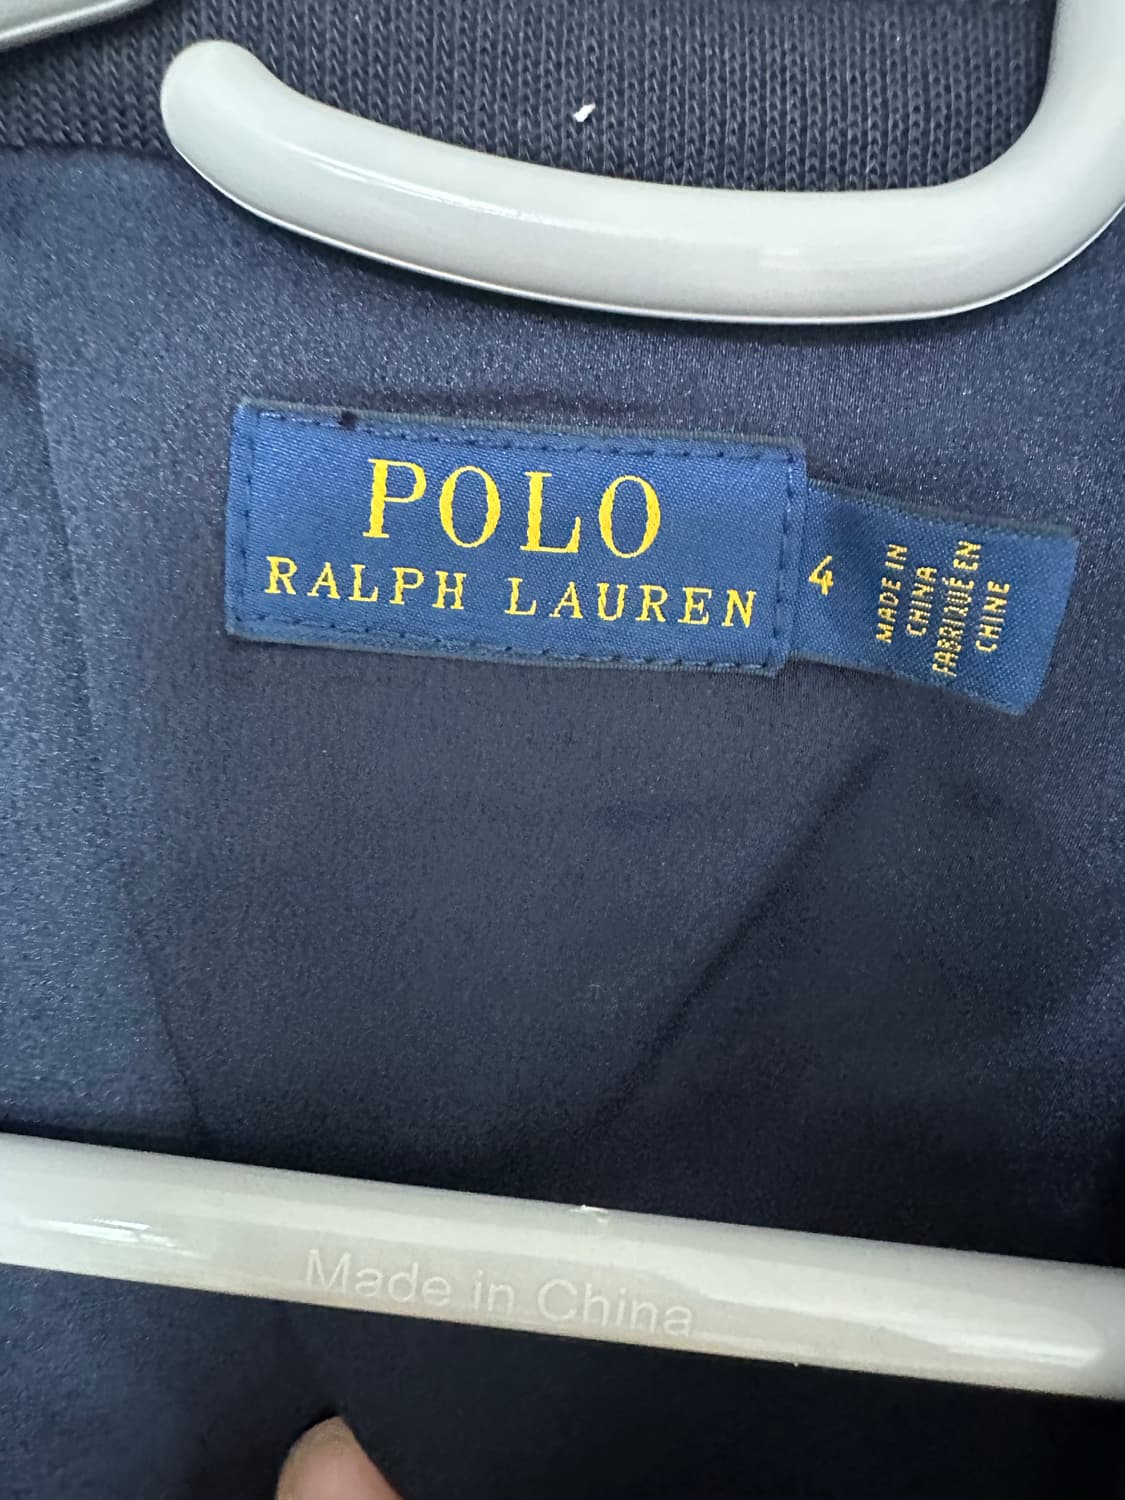 POLO
RALPH LAUREN
4
MADE IN
CHINA
FABRIQUÉ EN
CHINE
Made in China